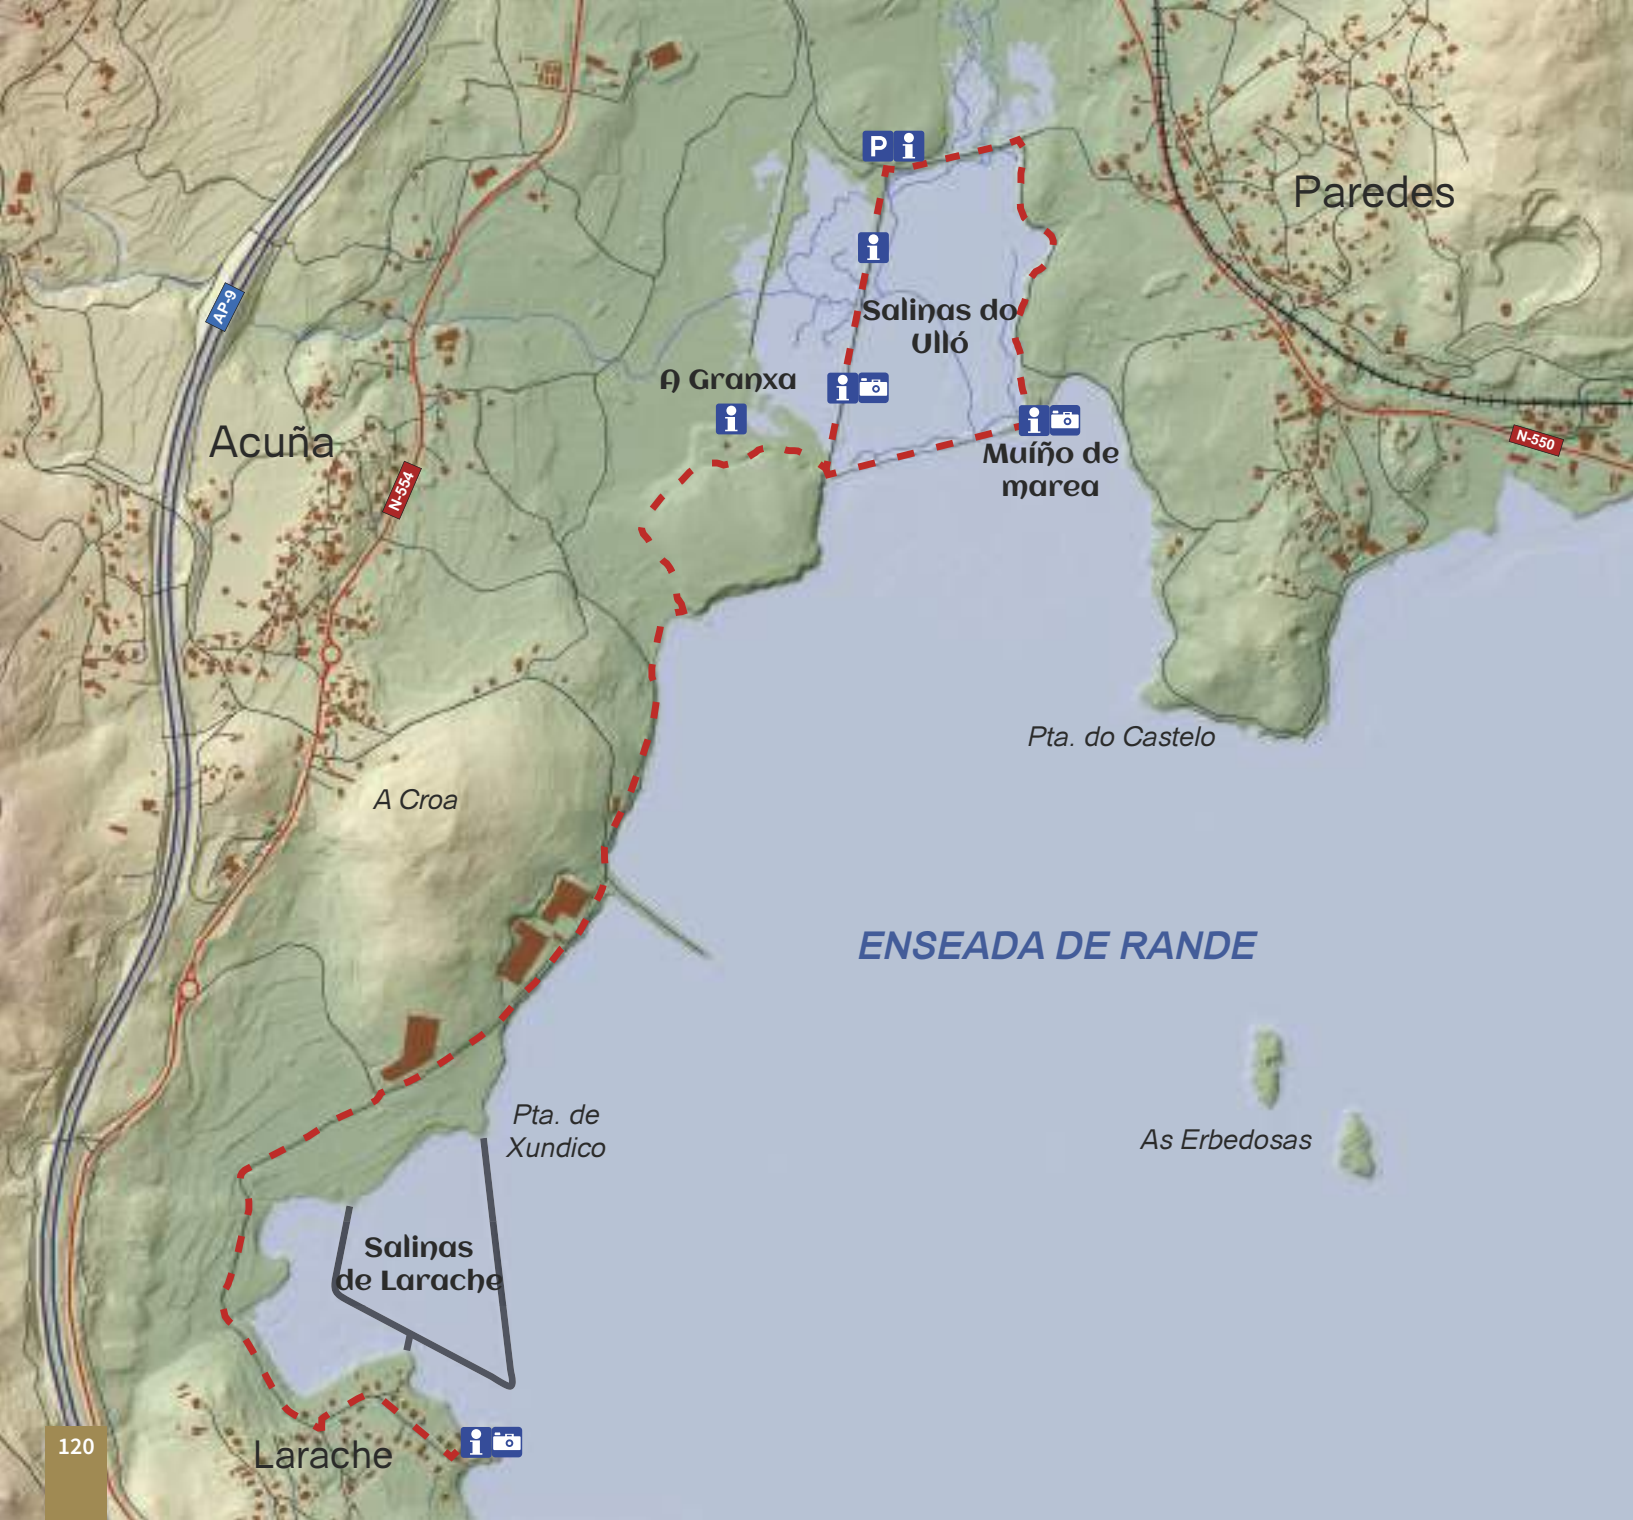 P i
Paredes
i
AP-9
Salinas do
Ulló
A Granxa
i
i
i
Acuña
N-550
Muíño de
marea
N-554
Pta. do Castelo
A Croa
ENSEADA DE RANDE
Pta. de
Xundico
As Erbedosas
Salinas
de Larache
i
120
Larache